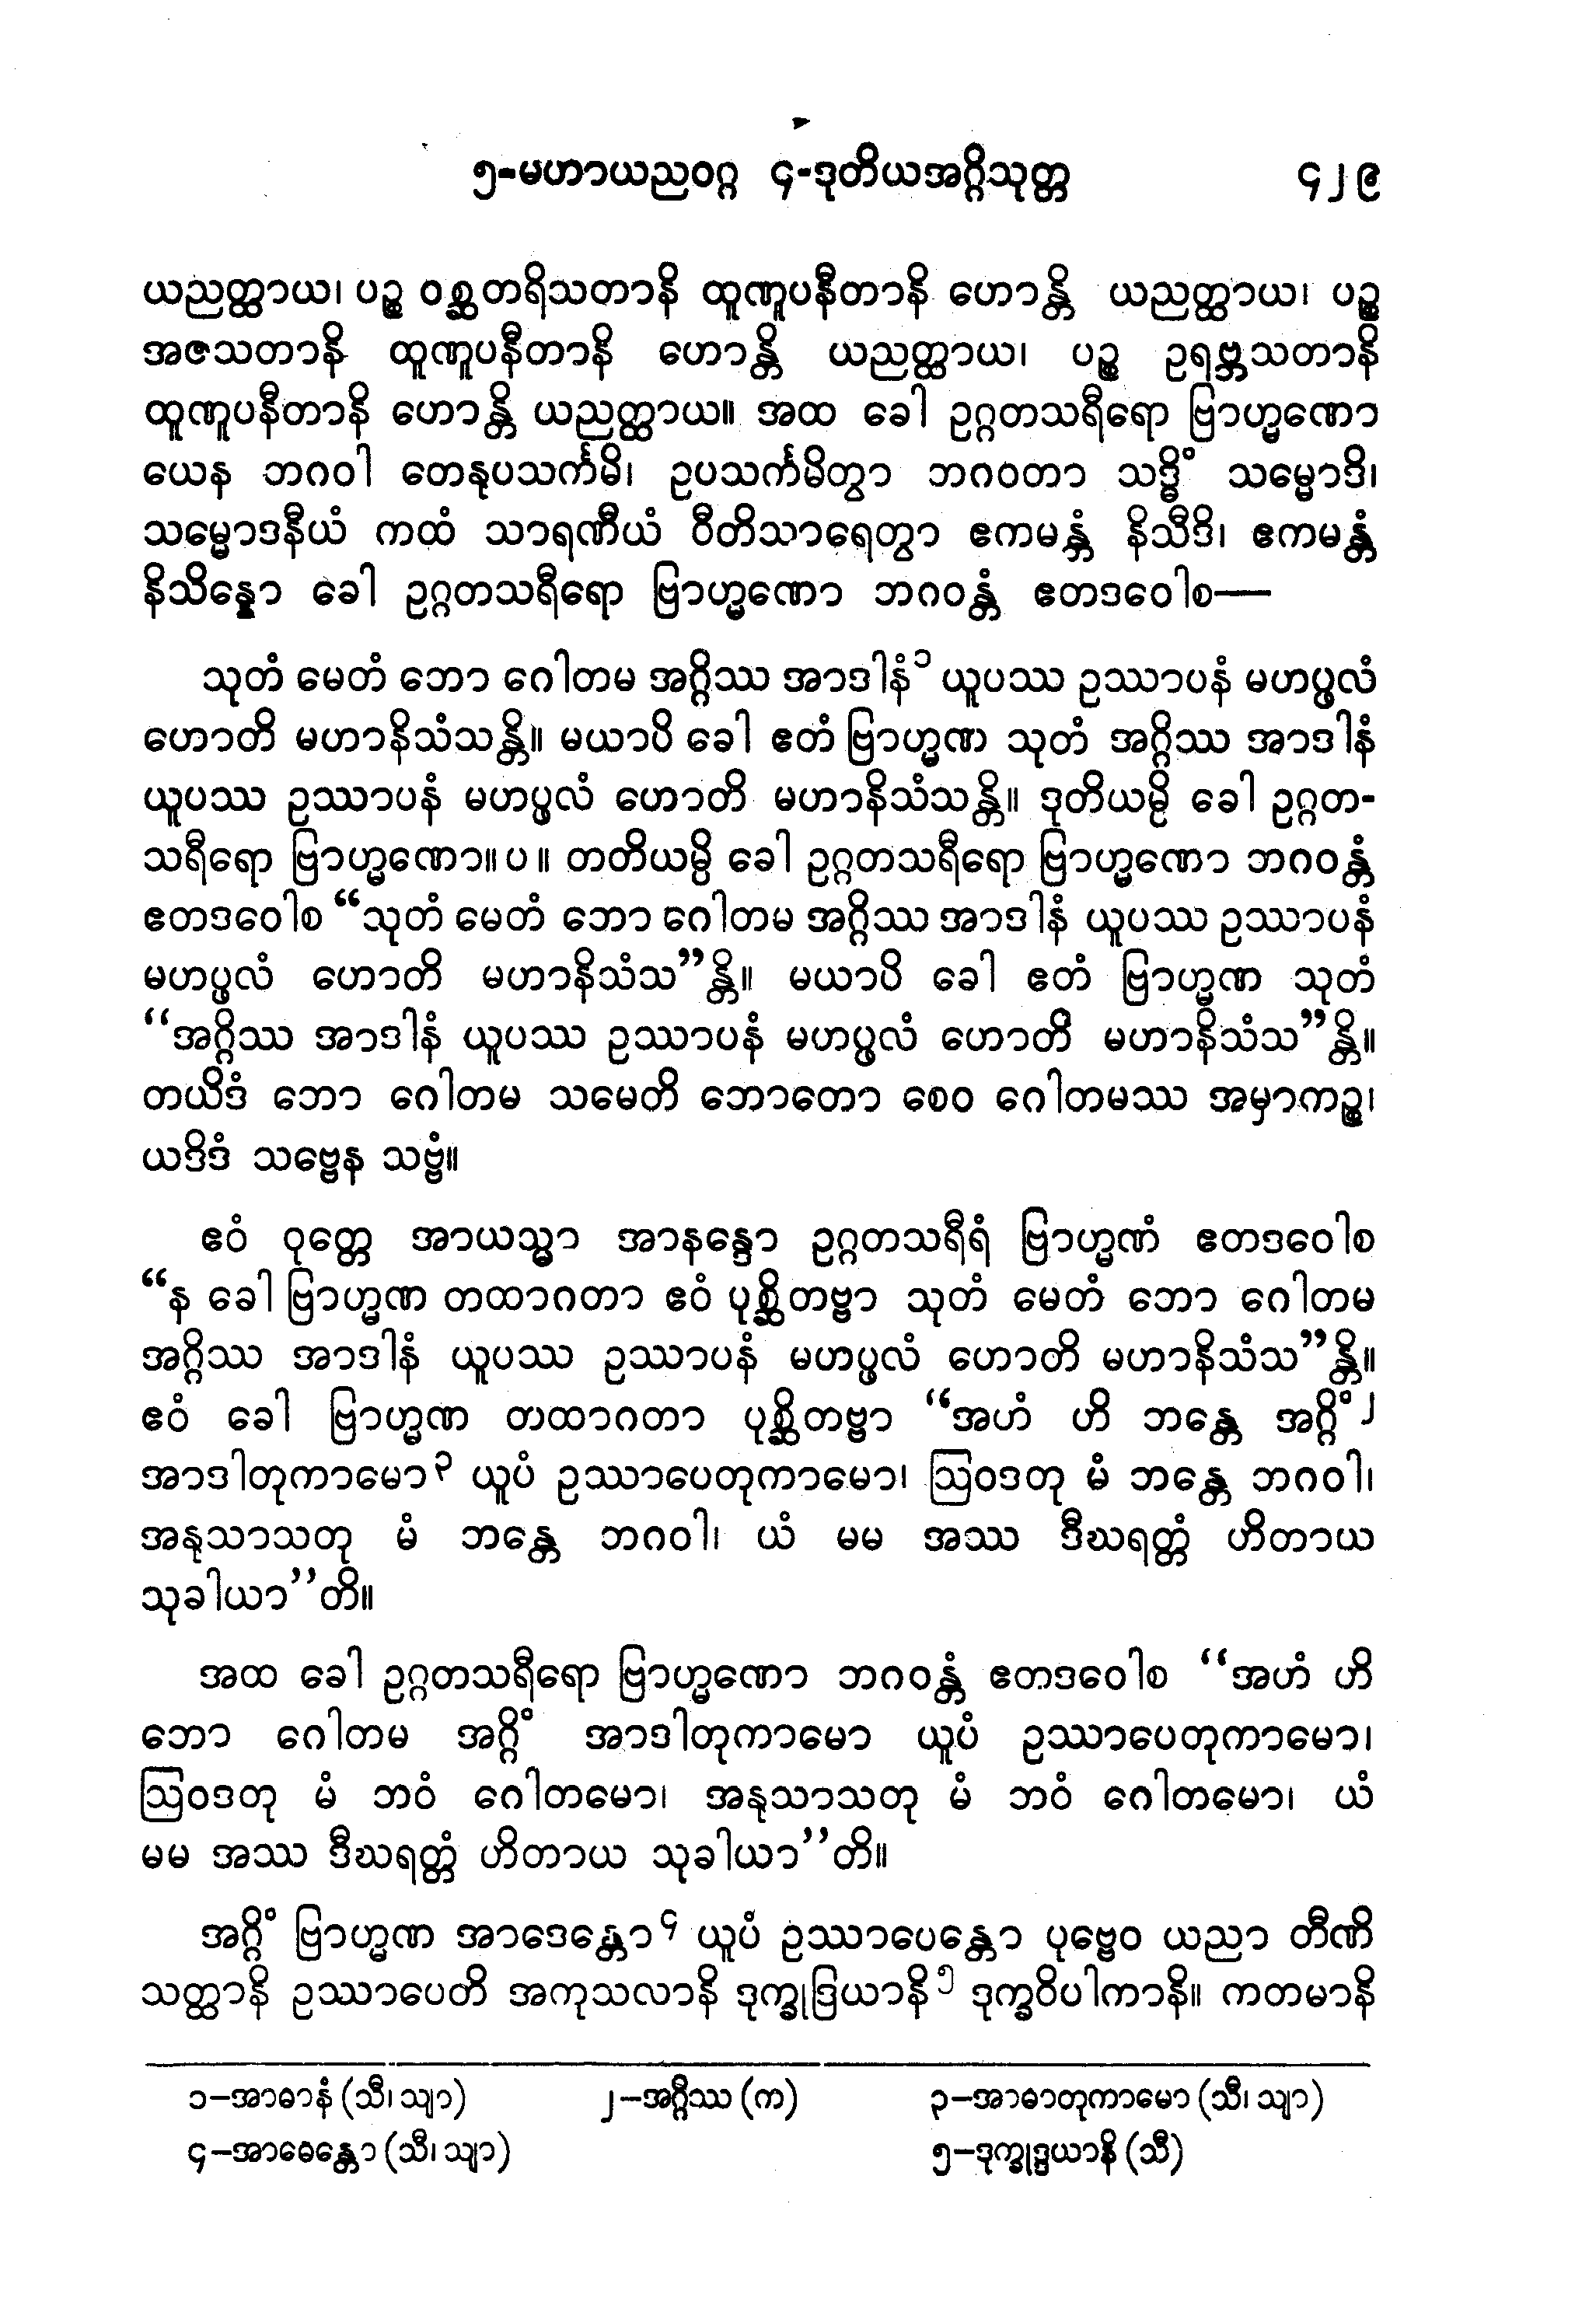 ၅-မဟာယညဝဂ္ဂ ၄-ဒုတိယအဂ္ဂိသုတ္တ ၄၂၉
ယညတ္ထာယ၊ ပဉ္စ ဝစ္ဆတရိသတာနိ ထူဏူပနီတာနိ ဟောန္တိ ယညတ္ထာယ၊ ပဉ္စ
အဇသတာနိ ထူဏူပနီတာနိ ဟောန္တိ ယညတ္ထာယ၊ ပဉ္စ ဥရဗ္ဘသတာနိ
ထူဏူပနီတာနိ ဟောန္တိ ယညတ္ထာယ။ အထ ခေါ ဥဂ္ဂတသရီရော ဗြာဟ္မဏော
ယေန ဘဂဝါ တေနုပသင်္ကမိ၊ ဥပသင်္ကမိတွာ ဘဂဝတာ သဒ္ဓိံ သမ္မောဒိ၊
သမ္မောဒနီယံ ကထံ သာရဏီယံ ဝီတိသာရေတွာ ဧကမန္တံ နိသီဒိ၊ ဧကမန္တံ
နိသိန္နော ခေါ ဥဂ္ဂတသရီရော ဗြာဟ္မဏော ဘဂဝန္တံ ဧတဒဝေါစ—
သုတံ မေတံ ဘော ဂေါတမ အဂ္ဂိဿ အာဒါနံ၁ ယူပဿ ဥဿာပနံ မဟပ္ဖလံ
ဟောတိ မဟာနိသံသန္တိ။ မယာပိ ခေါ ဧတံ ဗြာဟ္မဏ သုတံ အဂ္ဂိဿ အာဒါနံ
ယူပဿ ဥဿာပနံ မဟပ္ဖလံ ဟောတိ မဟာနိသံသန္တိ။ ဒုတိယမ္ပိ ခေါ ဥဂ္ဂတ-
သရီရော ဗြာဟ္မဏော။ ပ ။ တတိယမ္ပိ ခေါ ဥဂ္ဂတသရီရော ဗြာဟ္မဏော ဘဂဝန္တံ
ဧတဒဝေါစ “သုတံ မေတံ ဘော ဂေါတမ အဂ္ဂိဿ အာဒါနံ ယူပဿ ဥဿာပနံ
မဟပ္ဖလံ ဟောတိ မဟာနိသံသ”န္တိ။ မယာပိ ခေါ ဧတံ ဗြာဟ္မဏ သုတံ
“အဂ္ဂိဿ အာဒါနံ ယူပဿ ဥဿာပနံ မဟပ္ဖလံ ဟောတိ မဟာနိသံသ”န္တိ။
တယိဒံ ဘော ဂေါတမ သမေတိ ဘောတော စေဝ ဂေါတမဿ အမှာကဉ္စ၊
ယဒိဒံ သဗ္ဗေန သဗ္ဗံ။
ဧဝံ ဝုတ္တေ အာယသ္မာ အာနန္ဒော ဥဂ္ဂတသရီရံ ဗြာဟ္မဏံ ဧတဒဝေါစ
“န ခေါ ဗြာဟ္မဏ တထာဂတာ ဧဝံ ပုစ္ဆိတဗ္ဗာ သုတံ မေတံ ဘော ဂေါတမ
အဂ္ဂိဿ အာဒါနံ ယူပဿ ဥဿာပနံ မဟပ္ဖလံ ဟောတိ မဟာနိသံသ”န္တိ။
ဧဝံ ခေါ ဗြာဟ္မဏ တထာဂတာ ပုစ္ဆိတဗ္ဗာ “အဟံ ဟိ ဘန္တေ အဂ္ဂိံ၂
အာဒါတုကာမော၃ ယူပံ ဥဿာပေတုကာမော၊ ဩဝဒတု မံ ဘန္တေ ဘဂဝါ၊
အနုသာသတု မံ ဘန္တေ ဘဂဝါ၊ ယံ မမ အဿ ဒီဃရတ္တံ ဟိတာယ
သုခါယာ”တိ။
အထ ခေါ ဥဂ္ဂတသရီရော ဗြာဟ္မဏော ဘဂဝန္တံ ဧတဒဝေါစ “အဟံ ဟိ
ဘော ဂေါတမ အဂ္ဂိံ အာဒါတုကာမော ယူပံ ဥဿာပေတုကာမော၊
ဩဝဒတု မံ ဘဝံ ဂေါတမော၊ အနုသာသတု မံ ဘဝံ ဂေါတမော၊ ယံ
မမ အဿ ဒီဃရတ္တံ ဟိတာယ သုခါယာ”တိ။
အဂ္ဂိံ ဗြာဟ္မဏ အာဒေန္တော၄ ယူပံ ဥဿာပေန္တော ပုဗ္ဗေဝ ယညာ တီဏိ
သတ္ထာနိ ဥဿာပေတိ အကုသလာနိ ဒုက္ခုဒြယာနိ၅ ဒုက္ခဝိပါကာနိ။ ကတမာနိ
၁–အာဓာနံ (သီ၊ သျာ) ၂–အဂ္ဂိဿ (က) ၃–အာဓာတုကာမော (သီ၊ သျာ)
၄–အာဓေန္တော (သီ၊ သျာ) ၅–ဒုက္ခုဒ္ဒယာနိ (သီ)